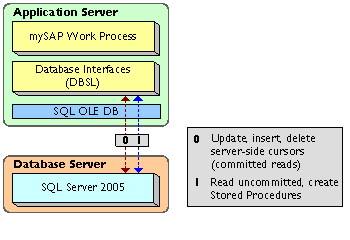 Application Server
mySAP Work Process
Database Interfaces
(DBSL)
SQL OLE DB
0 1
Database Server
SQL Server 2005
0 Update, insert, delete
server-side cursors
(committed reads)
1 Read uncommitted, create
Stored Procedures